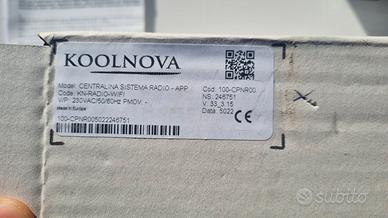 KOOLNOVA
Model: CENTRALINA SISTEMA RADIO - APP
Code: KN-RADIO-WIFI
V/P: 230VAC/50/60Hz PMDV: -
Made in Europe
Cod: 100-CPNR00
NS: 246751
V: 33_3.15
Data: 5022
100-CPNR005022246751
subito